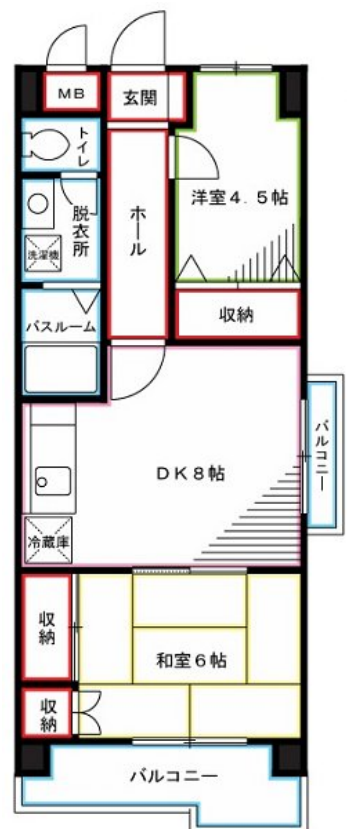 MB
玄関
トイレ
洋室4.5帖
脱衣所
ホール
洗濯機
収納
バスルーム
バルコニー
DK8帖
冷蔵庫
収納
和室6帖
収納
バルコニー